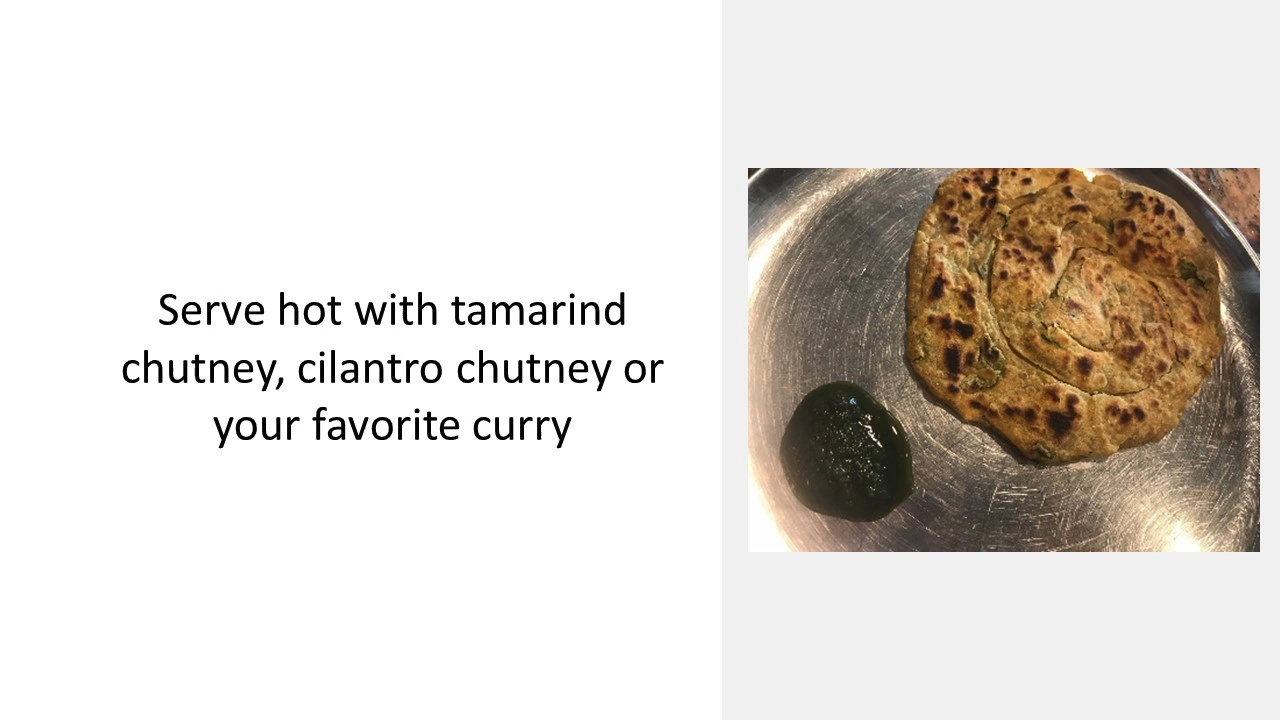 Serve hot with tamarind
chutney, cilantro chutney or
your favorite curry